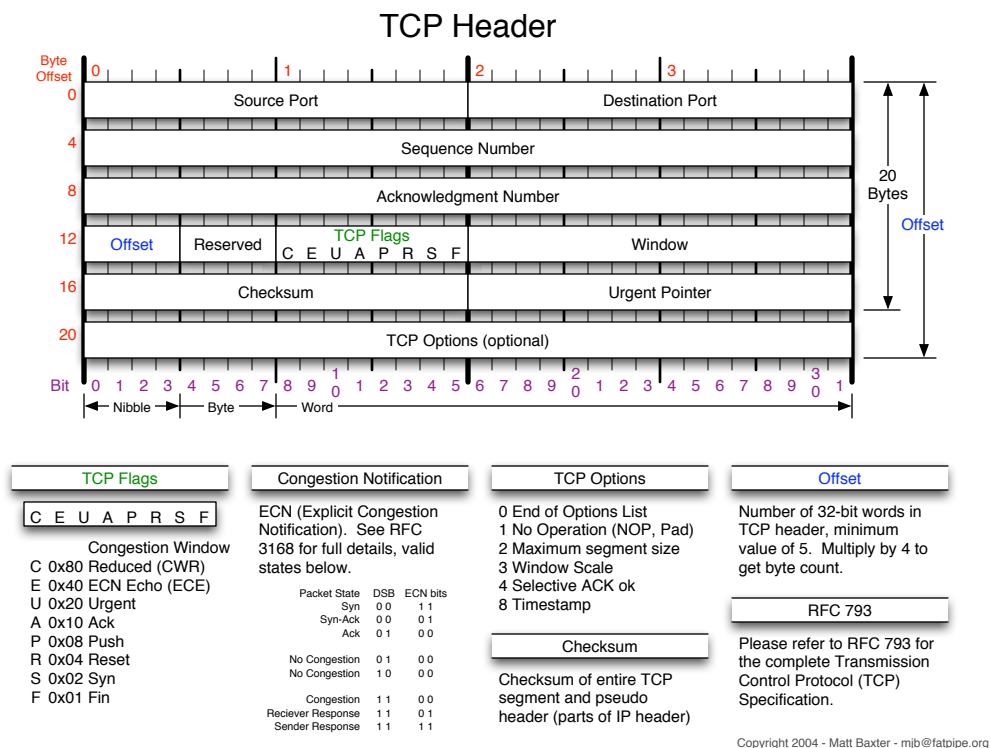 TCP Header
Byte
Offset
0 1 2 3
0 Source Port Destination Port
4 Sequence Number
8 Acknowledgment Number
20
Bytes
Offset
12 Offset Reserved TCP Flags Window
C E U A P R S F
16 Checksum Urgent Pointer
20 TCP Options (optional)
Bit 0 1 2 3 4 5 6 7 8 9 10 1 2 3 4 5 6 7 8 9 20 1 2 3 4 5 6 7 8 9 30 1
Nibble Byte Word
TCP Flags
C E U A P R S F
Congestion Window
C 0x80 Reduced (CWR)
E 0x40 ECN Echo (ECE)
U 0x20 Urgent
A 0x10 Ack
P 0x08 Push
R 0x04 Reset
S 0x02 Syn
F 0x01 Fin
Congestion Notification
ECN (Explicit Congestion
Notification). See RFC
3168 for full details, valid
states below.
Packet State DSB ECN bits
Syn 0 0 1 1
Syn-Ack 0 0 0 1
Ack 0 1 0 0
No Congestion 0 1 0 0
No Congestion 1 0 0 0
Congestion 1 1 0 0
Reciever Response 1 1 0 1
Sender Response 1 1 1 1
TCP Options
0 End of Options List
1 No Operation (NOP, Pad)
2 Maximum segment size
3 Window Scale
4 Selective ACK ok
8 Timestamp
Checksum
Checksum of entire TCP
segment and pseudo
header (parts of IP header)
Offset
Number of 32-bit words in
TCP header, minimum
value of 5. Multiply by 4 to
get byte count.
RFC 793
Please refer to RFC 793 for
the complete Transmission
Control Protocol (TCP)
Specification.
Copyright 2004 - Matt Baxter - mjb@fatpipe.org